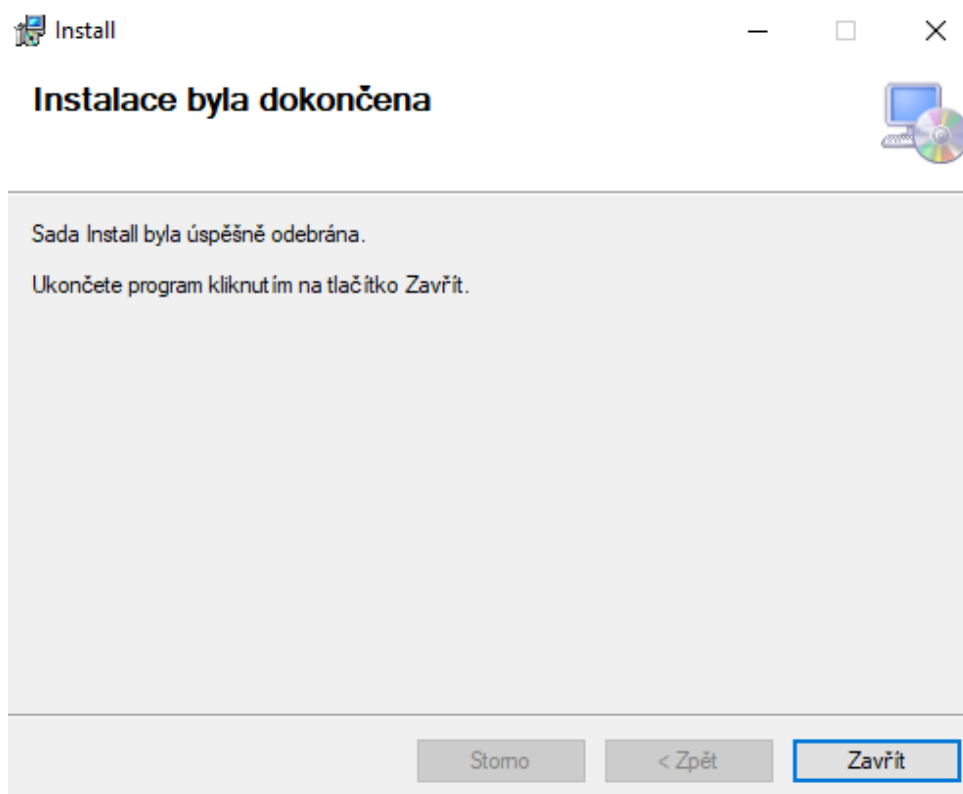 Install
Instalace byla dokončena
Sada Install byla úspěšně odebrána.
Ukončete program kliknutím na tlačítko Zavřít.
Storno
< Zpět
Zavřít